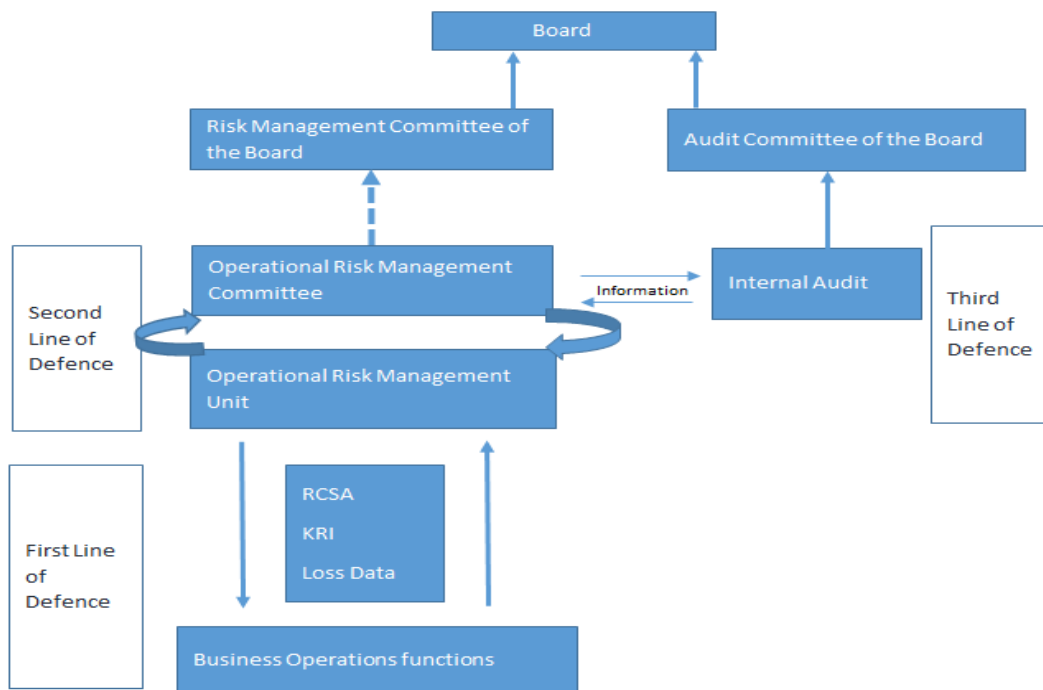 Board
Risk Management Committee of
the Board
Audit Committee of the Board
Second
Line of
Defence
Operational Risk Management
Committee
Information
Internal Audit
Third
Line of
Defence
Operational Risk Management
Unit
First Line
of
Defence
RCSA
KRI
Loss Data
Business Operations functions